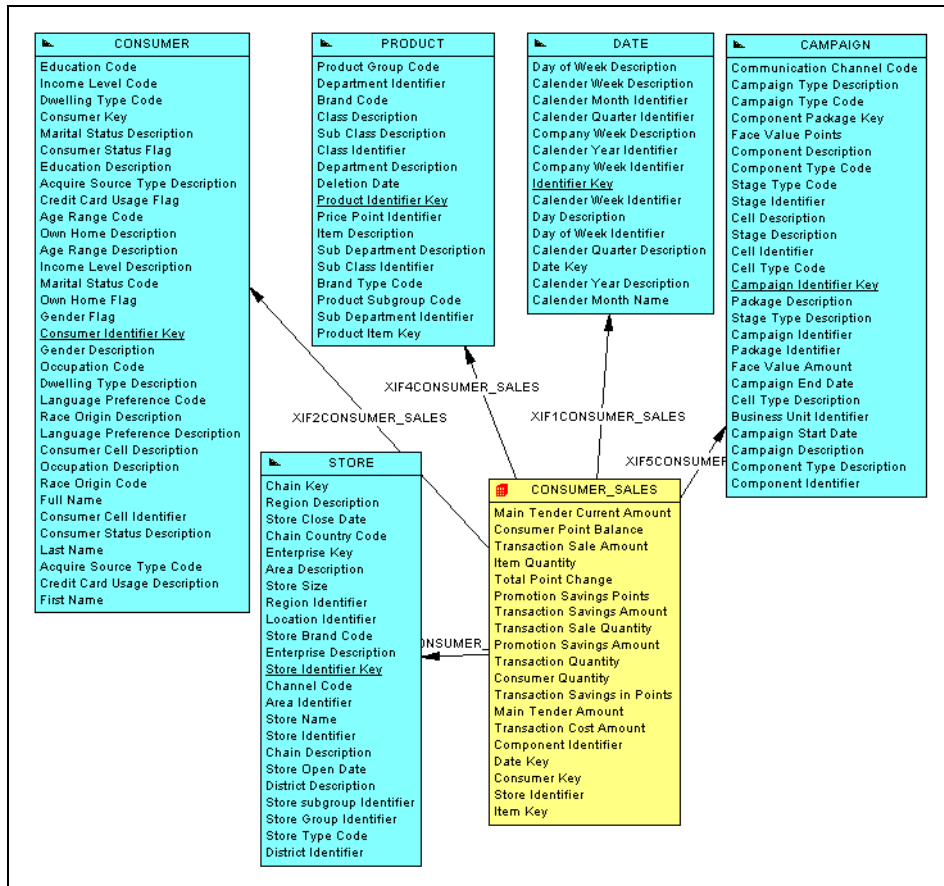 CONSUMER
Education Code
Income Level Code
Dwelling Type Code
Consumer Key
Marital Status Description
Consumer Status Flag
Education Description
Acquire Source Type Description
Credit Card Usage Flag
Age Range Code
Own Home Description
Age Range Description
Income Level Description
Marital Status Code
Own Home Flag
Gender Flag
Consumer Identifier Key
Gender Description
Occupation Code
Dwelling Type Description
Language Preference Code
Race Origin Description
Language Preference Description
Consumer Cell Description
Occupation Description
Race Origin Code
Full Name
Consumer Cell Identifier
Consumer Status Description
Last Name
Acquire Source Type Code
Credit Card Usage Description
First Name
PRODUCT
Product Group Code
Department Identifier
Brand Code
Class Description
Sub Class Description
Class Identifier
Department Description
Deletion Date
Product Identifier Key
Price Point Identifier
Item Description
Sub Department Description
Sub Class Identifier
Brand Type Code
Product Subgroup Code
Sub Department Identifier
Product Item Key
DATE
Day of Week Description
Calender Week Description
Calender Month Identifier
Calender Quarter Identifier
Company Week Description
Calender Year Identifier
Company Week Identifier
Identifier Key
Calender Week Identifier
Day Description
Day of Week Identifier
Calender Quarter Description
Date Key
Calender Year Description
Calender Month Name
CAMPAIGN
Communication Channel Code
Campaign Type Description
Campaign Type Code
Component Package Key
Face Value Points
Component Description
Component Type Code
Stage Type Code
Stage Identifier
Cell Description
Stage Description
Cell Identifier
Cell Type Code
Campaign Identifier Key
Package Description
Stage Type Description
Campaign Identifier
Package Identifier
Face Value Amount
Campaign End Date
Cell Type Description
Business Unit Identifier
Campaign Start Date
Campaign Description
Component Type Description
Component Identifier
XIF4CONSUMER_SALES
XIF1CONSUMER_SALES
XIF2CONSUMER_SALES
XIF5CONSUMER
STORE
Chain Key
Region Description
Store Close Date
Chain Country Code
Enterprise Key
Area Description
Store Size
Region Identifier
Location Identifier
Store Brand Code
Enterprise Description
Store Identifier Key
Channel Code
Area Identifier
Store Name
Store Identifier
Chain Description
Store Open Date
District Description
Store subgroup Identifier
Store Group Identifier
Store Type Code
District Identifier
ONSUMER_
CONSUMER_SALES
Main Tender Current Amount
Consumer Point Balance
Transaction Sale Amount
Item Quantity
Total Point Change
Promotion Savings Points
Transaction Savings Amount
Transaction Sale Quantity
Promotion Savings Amount
Transaction Quantity
Consumer Quantity
Transaction Savings in Points
Main Tender Amount
Transaction Cost Amount
Component Identifier
Date Key
Consumer Key
Store Identifier
Item Key